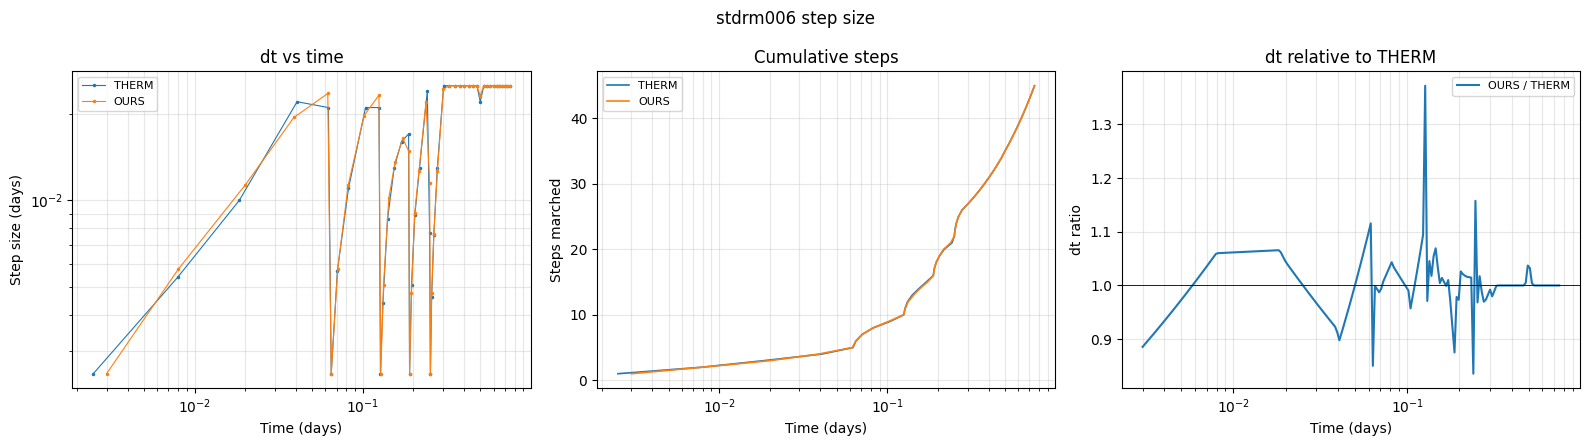 stdrm006 step size
dt vs time
THERM
OURS
Step size (days)
10⁻²
10⁻² 10⁻¹
Time (days)
Cumulative steps
THERM
OURS
Steps marched
40
30
20
10
0
10⁻² 10⁻¹
Time (days)
dt relative to THERM
OURS / THERM
dt ratio
1.3
1.2
1.1
1.0
0.9
10⁻² 10⁻¹
Time (days)